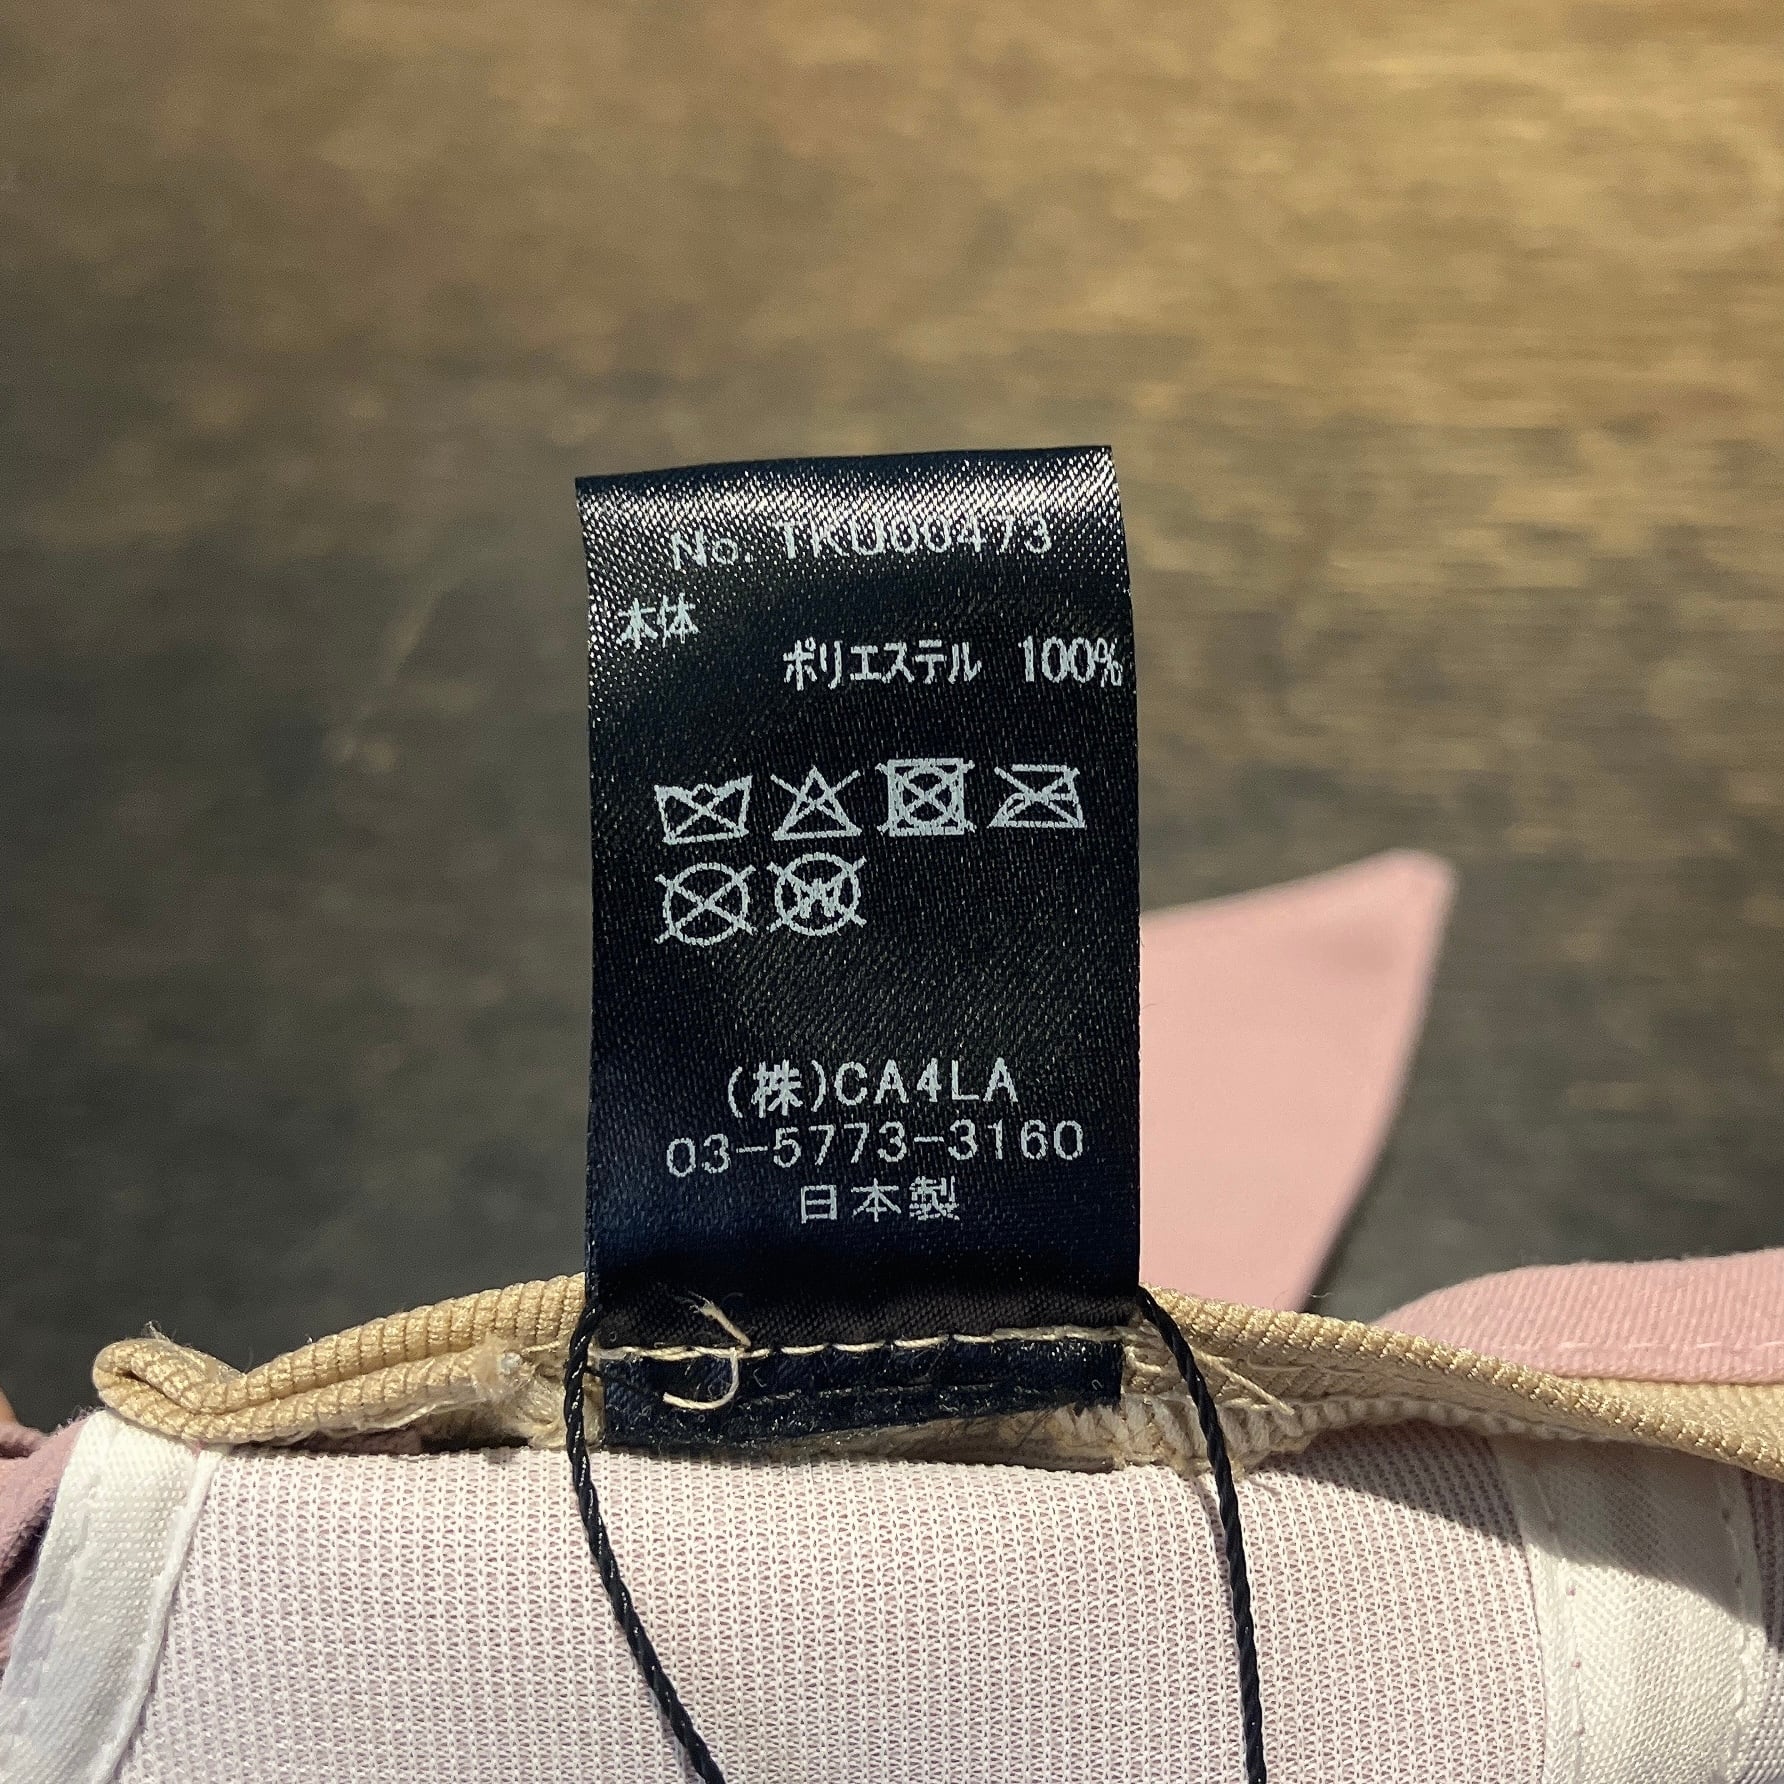 No. TKU00473
本体
ポリエステル 100%
(株)CA4LA
03-5773-3160
日本製